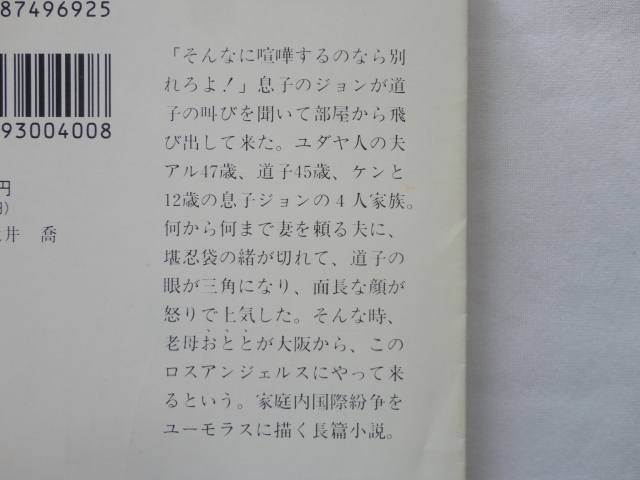 87496925
93004008
円
円)
井 喬
「そんなに喧嘩するのなら別
れろよ!」息子のジョンが道
子の叫びを聞いて部屋から飛
び出して来た。ユダヤ人の夫
アル47歳、道子45歳、ケンと
12歳の息子ジョンの4人家族。
何から何まで妻を頼る夫に、
堪忍袋の緒が切れて、道子の
眼が三角になり、面長な顔が
怒りで上気した。そんな時、
老母おととが大阪から、この
ロスアンジェルスにやって来
るという。家庭内国際紛争を
ユーモラスに描く長篇小説。